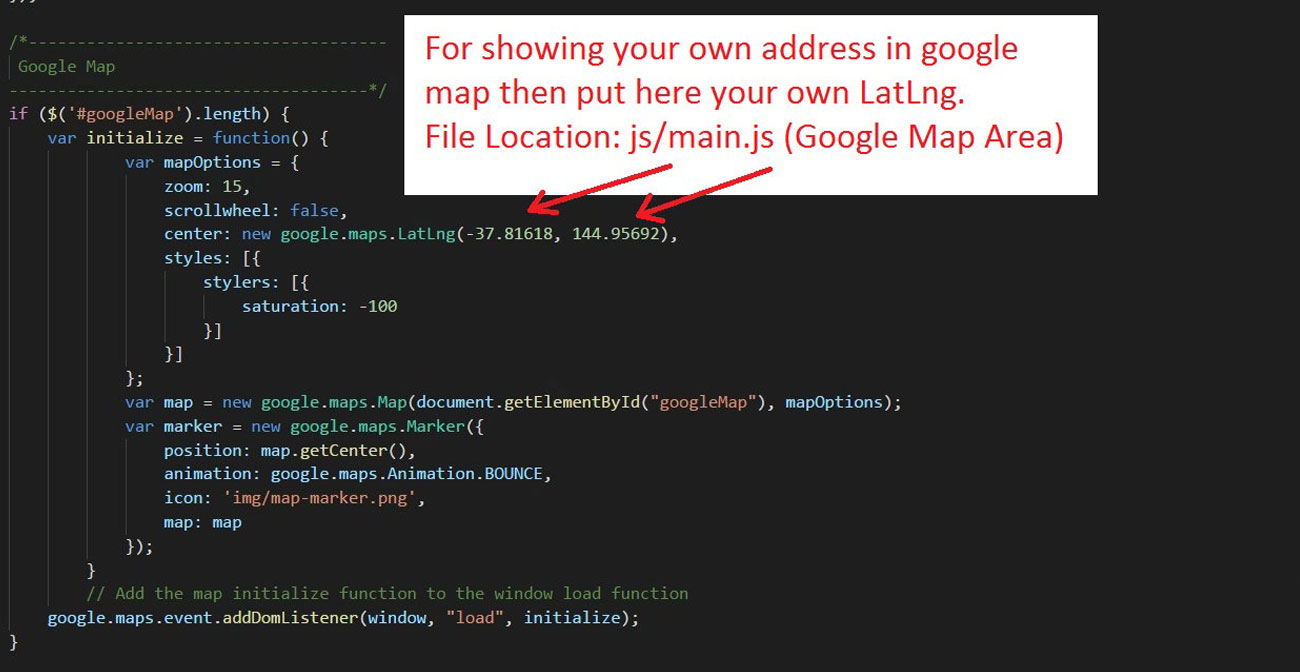 /*-------------------------------------
Google Map
-------------------------------------*/
For showing your own address in google
map then put here your own LatLng.
File Location: js/main.js (Google Map Area)
if ($('#googleMap').length) {
var initialize = function() {
var mapOptions = {
zoom: 15,
scrollwheel: false,
center: new google.maps.LatLng(-37.81618, 144.95692),
styles: [{
stylers: [{
saturation: -100
}]
}]
};
var map = new google.maps.Map(document.getElementById("googleMap"), mapOptions);
var marker = new google.maps.Marker({
position: map.getCenter(),
animation: google.maps.Animation.BOUNCE,
icon: 'img/map-marker.png',
map: map
});
}
// Add the map initialize function to the window load function
google.maps.event.addDomListener(window, "load", initialize);
}